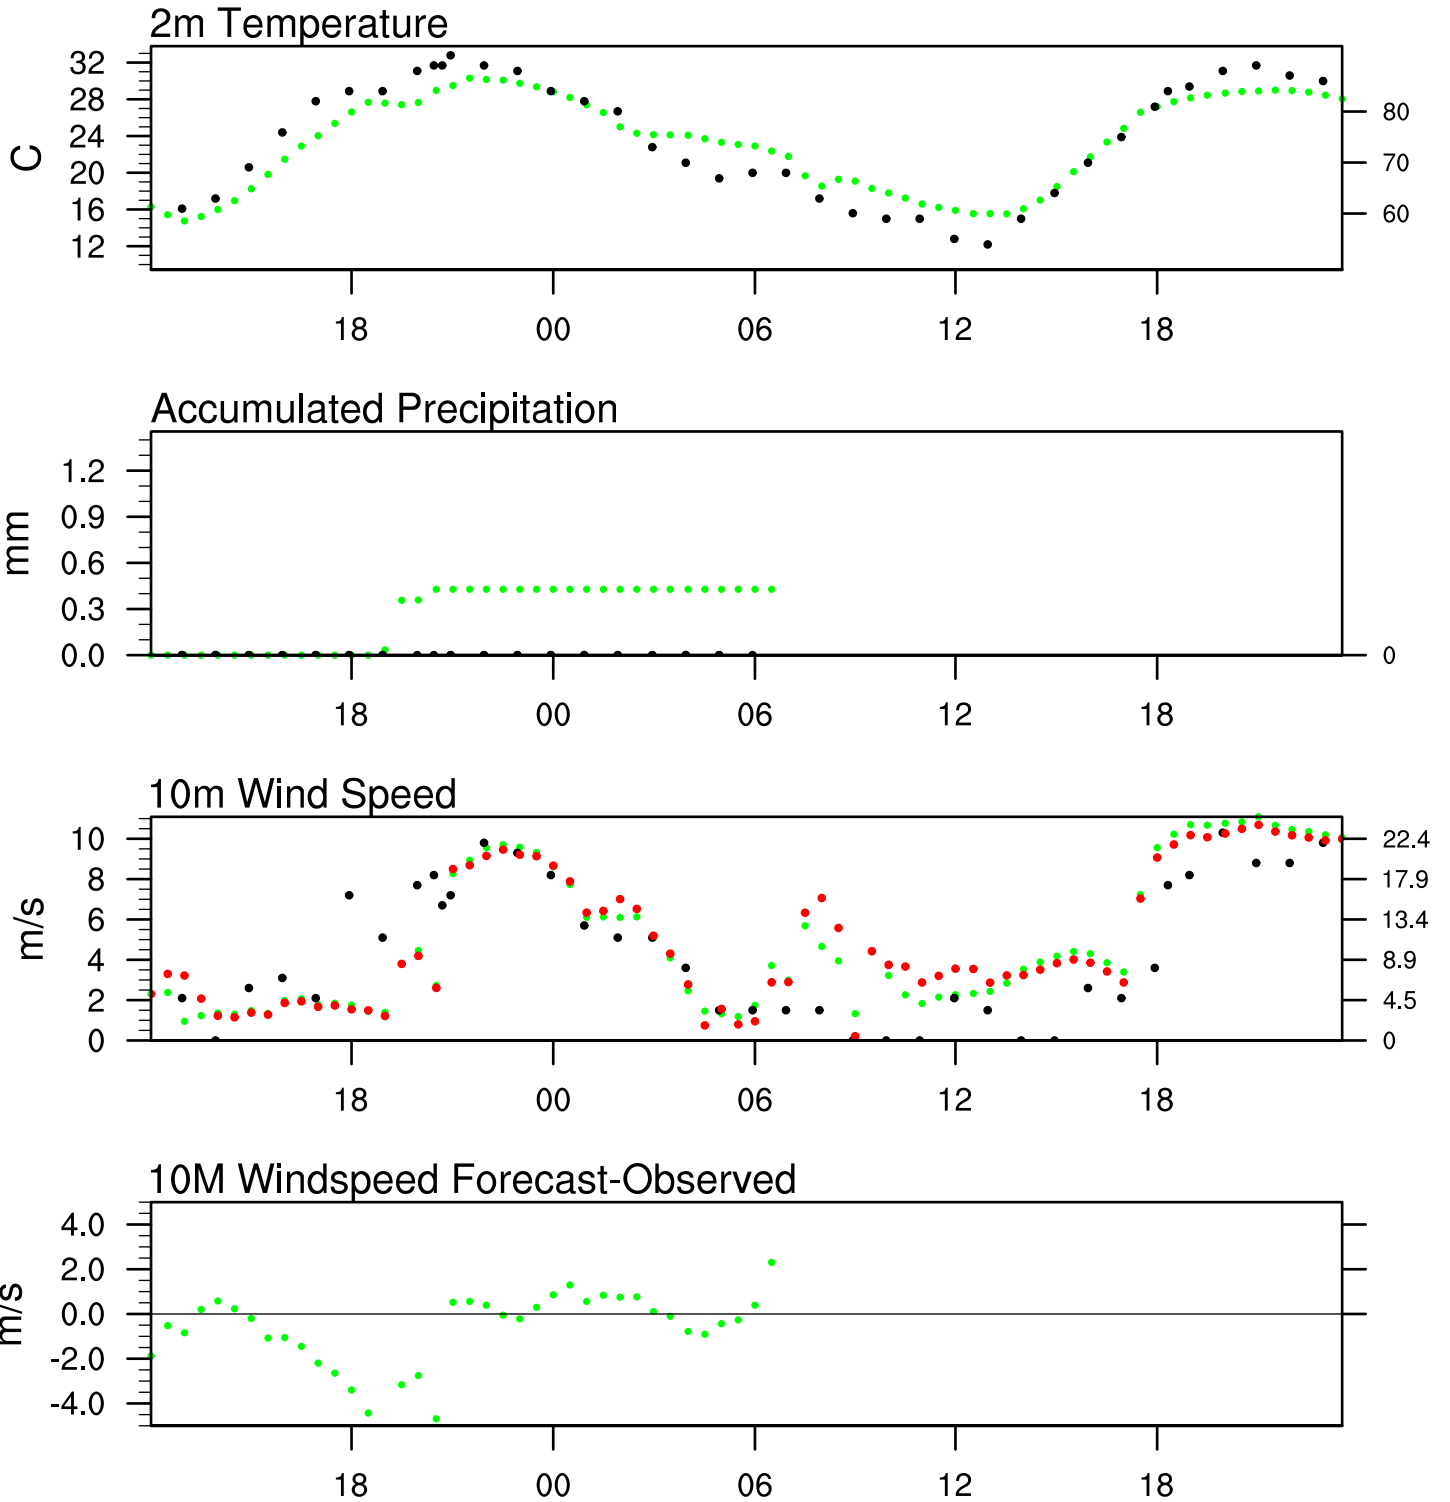 2m Temperature
32
28
24
20
16
12
C
80
70
60
18 00 06 12 18
Accumulated Precipitation
1.2
0.9
0.6
0.3
0.0
mm
0
18 00 06 12 18
10m Wind Speed
10
8
6
4
2
0
m/s
22.4
17.9
13.4
8.9
4.5
0
18 00 06 12 18
10M Windspeed Forecast-Observed
4.0
2.0
0.0
-2.0
-4.0
m/s
18 00 06 12 18